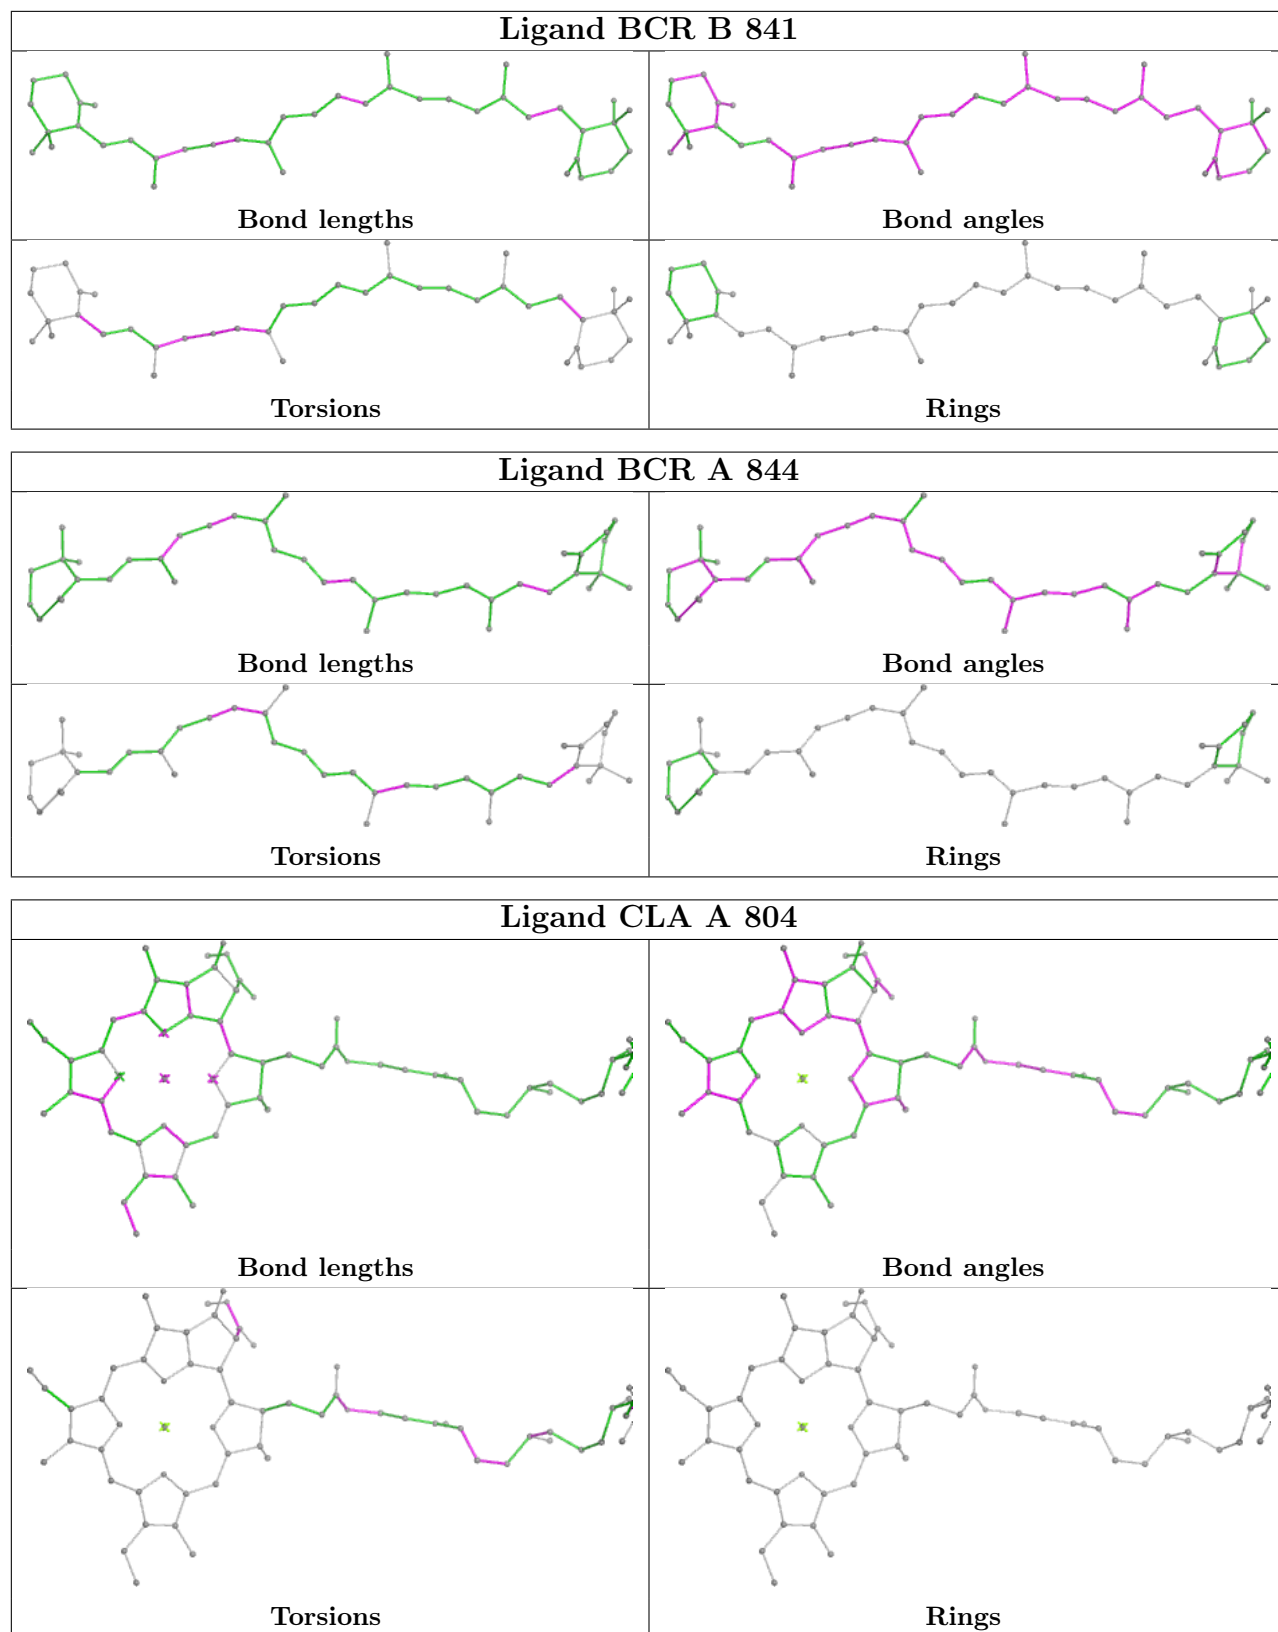 Ligand BCR B 841
Bond lengths
Bond angles
Torsions
Rings
Ligand BCR A 844
Bond lengths
Bond angles
Torsions
Rings
Ligand CLA A 804
Bond lengths
Bond angles
Torsions
Rings